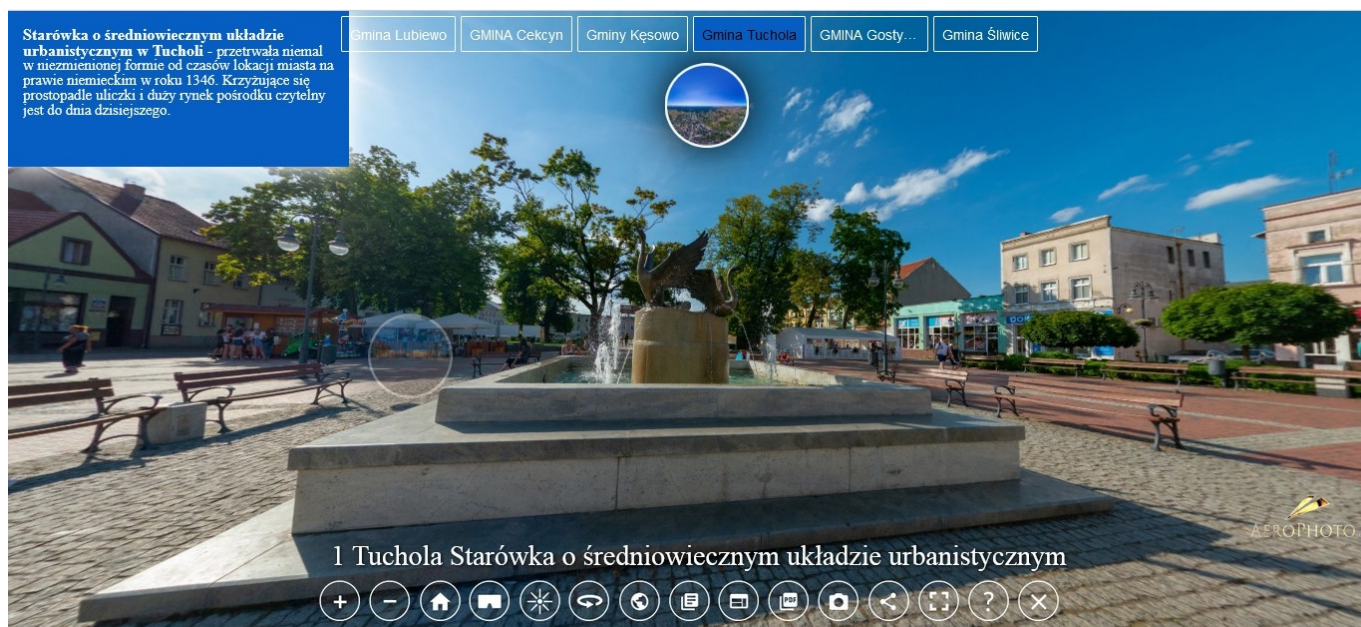 Starówka o średniowiecznym układzie
urbanistycznym w Tucholi - przetrwała niemal
w niezmienionej formie od czasów lokacji miasta na
prawie niemieckim w roku 1346. Krzyżujące się
prostopadle uliczki i duży rynek pośrodku czytelny
jest do dnia dzisiejszego.
Gmina Lubiewo
GMINA Cekcyn
Gminy Kęsowo
Gmina Tuchola
GMINA Gosty...
Gmina Śliwice
AEROPHOTO
1 Tuchola Starówka o średniowiecznym układzie urbanistycznym
PDF